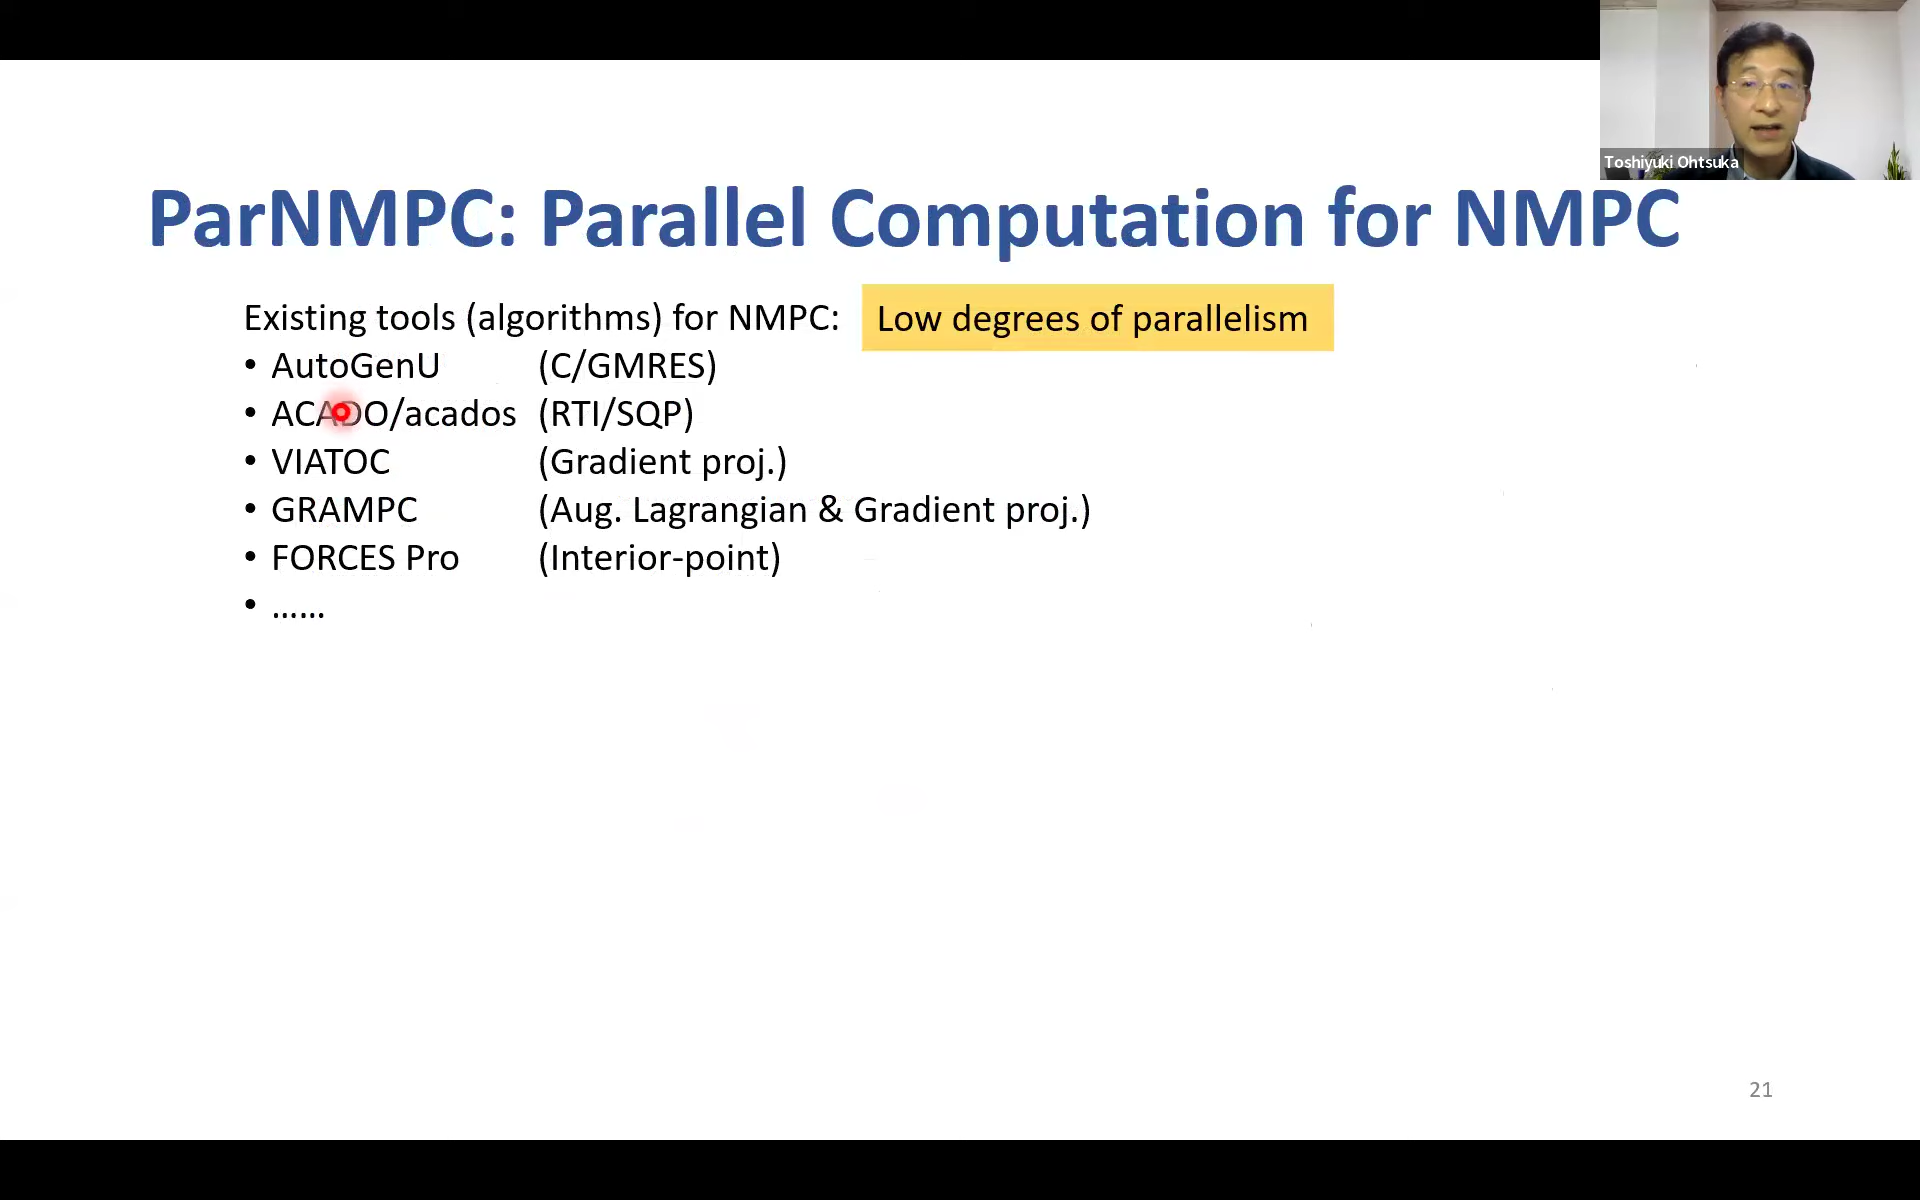 Toshiyuki Ohtsuka
ParNMPC: Parallel Computation for NMPC
Existing tools (algorithms) for NMPC: Low degrees of parallelism
• AutoGenU (C/GMRES)
• ACADO/acados (RTI/SQP)
• VIATOC (Gradient proj.)
• GRAMPC (Aug. Lagrangian & Gradient proj.)
• FORCES Pro (Interior-point)
• ......
21